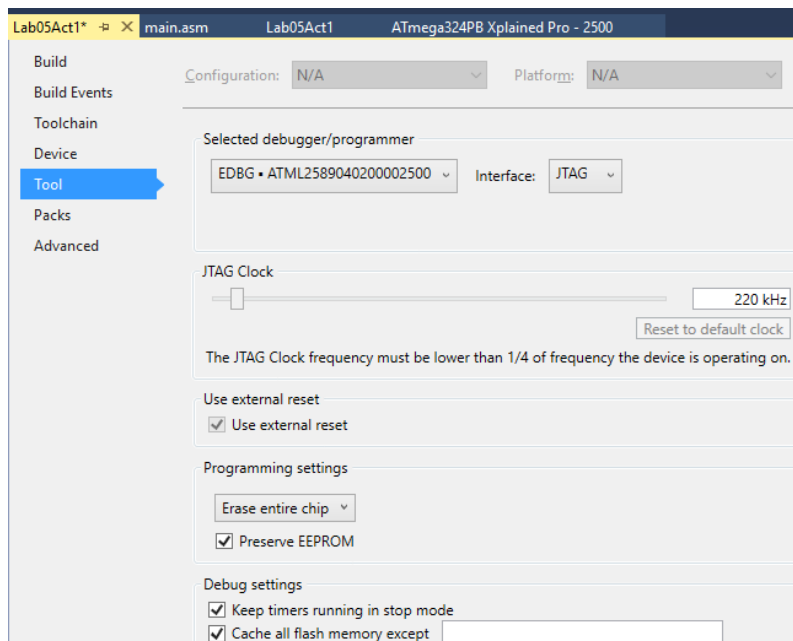 Lab05Act1* main.asm Lab05Act1 ATmega324PB Xplained Pro - 2500
Build
Build Events
Toolchain
Device
Tool
Packs
Advanced
Configuration: N/A Platform: N/A
Selected debugger/programmer
EDBG ▪ ATML2589040200002500 Interface: JTAG
JTAG Clock
220 kHz
Reset to default clock
The JTAG Clock frequency must be lower than 1/4 of frequency the device is operating on.
Use external reset
Use external reset
Programming settings
Erase entire chip
Preserve EEPROM
Debug settings
Keep timers running in stop mode
Cache all flash memory except